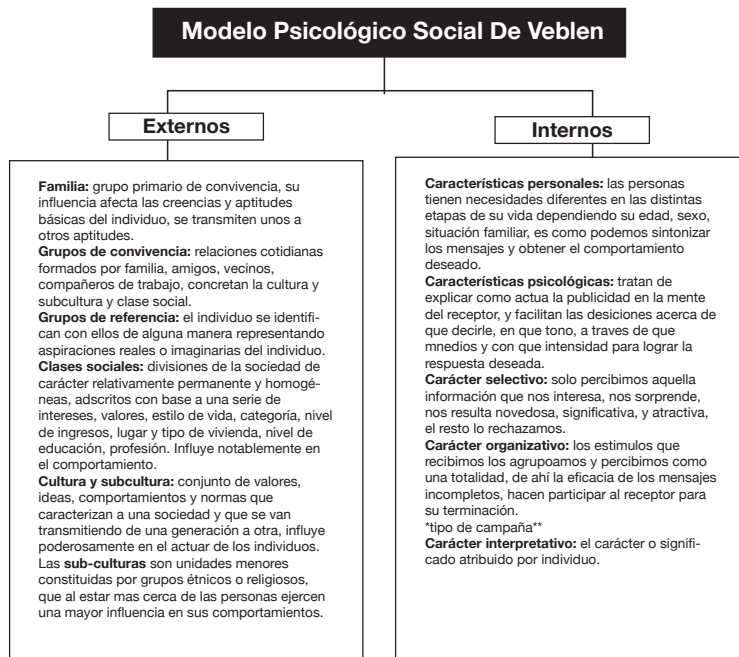 Modelo Psicológico Social De Veblen
Externos
Familia: grupo primario de convivencia, su
influencia afecta las creencias y aptitudes
básicas del individuo, se transmiten unos a
otros aptitudes.
Grupos de convivencia: relaciones cotidianas
formados por familia, amigos, vecinos,
compañeros de trabajo, concretan la cultura y
subcultura y clase social.
Grupos de referencia: el individuo se identifi-
can con ellos de alguna manera representando
aspiraciones reales o imaginarias del individuo.
Clases sociales: divisiones de la sociedad de
carácter relativamente permanente y homogé-
neas, adscritos con base a una serie de
intereses, valores, estilo de vida, categoría, nivel
de ingresos, lugar y tipo de vivienda, nivel de
educación, profesión. Influye notablemente en
el comportamiento.
Cultura y subcultura: conjunto de valores,
ideas, comportamientos y normas que
caracterizan a una sociedad y que se van
transmitiendo de una generación a otra, influye
poderosamente en el actuar de los individuos.
Las sub-culturas son unidades menores
constituidas por grupos étnicos o religiosos,
que al estar mas cerca de las personas ejercen
una mayor influencia en sus comportamientos.
Internos
Características personales: las personas
tienen necesidades diferentes en las distintas
etapas de su vida dependiendo su edad, sexo,
situación familiar, es como podemos sintonizar
los mensajes y obtener el comportamiento
deseado.
Características psicológicas: tratan de
explicar como actua la publicidad en la mente
del receptor, y facilitan las desiciones acerca de
que decirle, en que tono, a traves de que
mnedios y con que intensidad para lograr la
respuesta deseada.
Carácter selectivo: solo percibimos aquella
información que nos interesa, nos sorprende,
nos resulta novedosa, significativa, y atractiva,
el resto lo rechazamos.
Carácter organizativo: los estimulos que
recibimos los agrupoamos y percibimos como
una totalidad, de ahí la eficacia de los mensajes
incompletos, hacen participar al receptor para
su terminación.
*tipo de campaña**
Carácter interpretativo: el carácter o signifi-
cado atribuido por individuo.